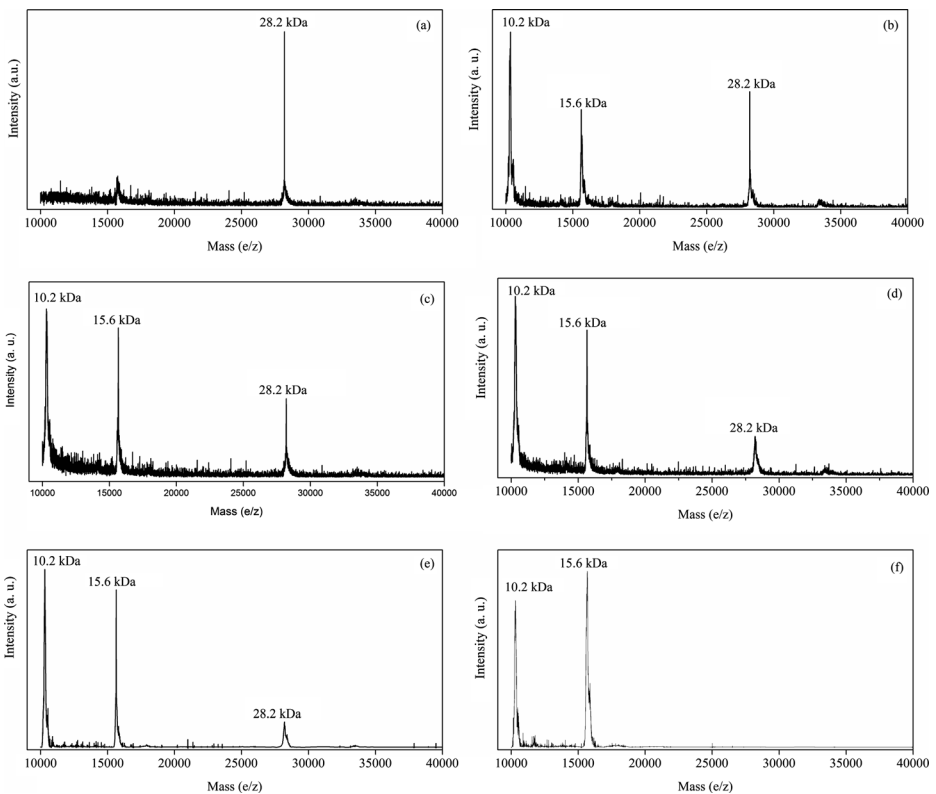 28.2 kDa
(a)
Intensity (a.u.)
10000 15000 20000 25000 30000 35000 40000
Mass (e/z)
10.2 kDa
15.6 kDa
28.2 kDa
(b)
Intensity (a.u.)
10000 15000 20000 25000 30000 35000 40000
Mass (e/z)
10.2 kDa
15.6 kDa
28.2 kDa
(c)
Intensity (a. u.)
10000 15000 20000 25000 30000 35000 40000
Mass (e/z)
10.2 kDa
15.6 kDa
28.2 kDa
(d)
Intensity (a. u.)
10000 15000 20000 25000 30000 35000 40000
Mass (e/z)
10.2 kDa
15.6 kDa
28.2 kDa
(e)
Intensity (a. u.)
10000 15000 20000 25000 30000 35000 40000
Mass (e/z)
10.2 kDa
15.6 kDa
(f)
Intensity (a. u.)
10000 15000 20000 25000 30000 35000 40000
Mass (e/z)